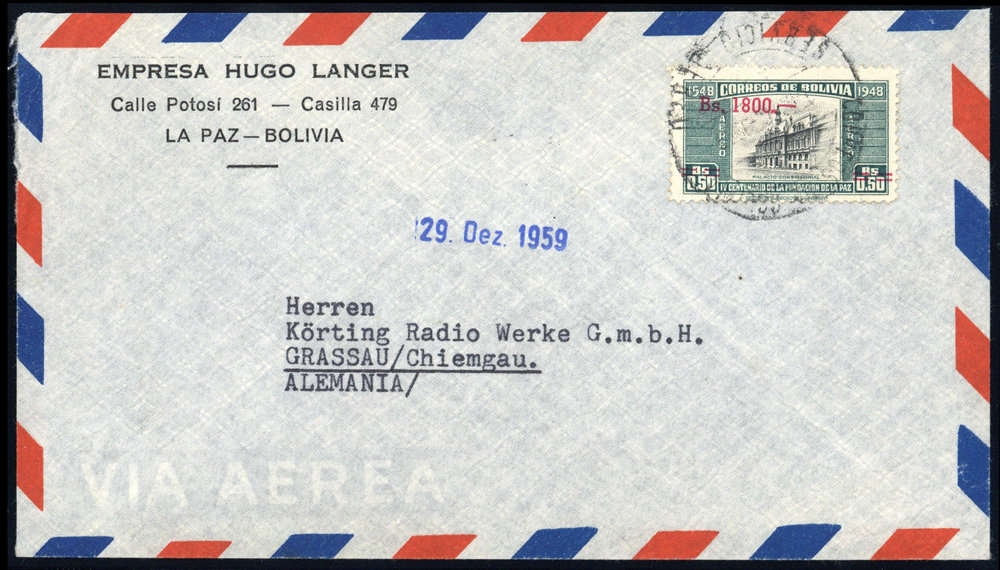 EMPRESA HUGO LANGER
Calle Potosí 261 — Casilla 479
LA PAZ — BOLIVIA
1548 CORREOS DE BOLIVIA 1948
Bs. 1800.—
AEREO
PALACIO CONSISTORIAL
Bs 0.50 IV CENTENARIO DE LA FUNDACION DE LA PAZ Bs 0.50
29. Dez. 1959
Herren
Körting Radio Werke G.m.b.H.
GRASSAU/Chiemgau.
ALEMANIA/
VIA AEREA